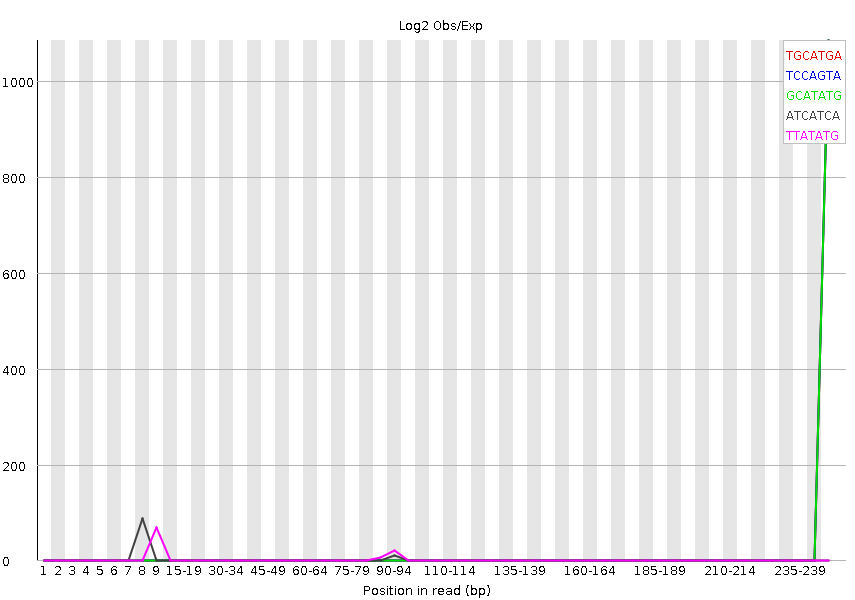 Log2 Obs/Exp
TGCATGA
TCCAGTA
GCATATG
ATCATCA
TTATATG
1000
800
600
400
200
0
1 2 3 4 5 6 7 8 9 15-19 30-34 45-49 60-64 75-79 90-94 110-114 135-139 160-164 185-189 210-214 235-239
Position in read (bp)